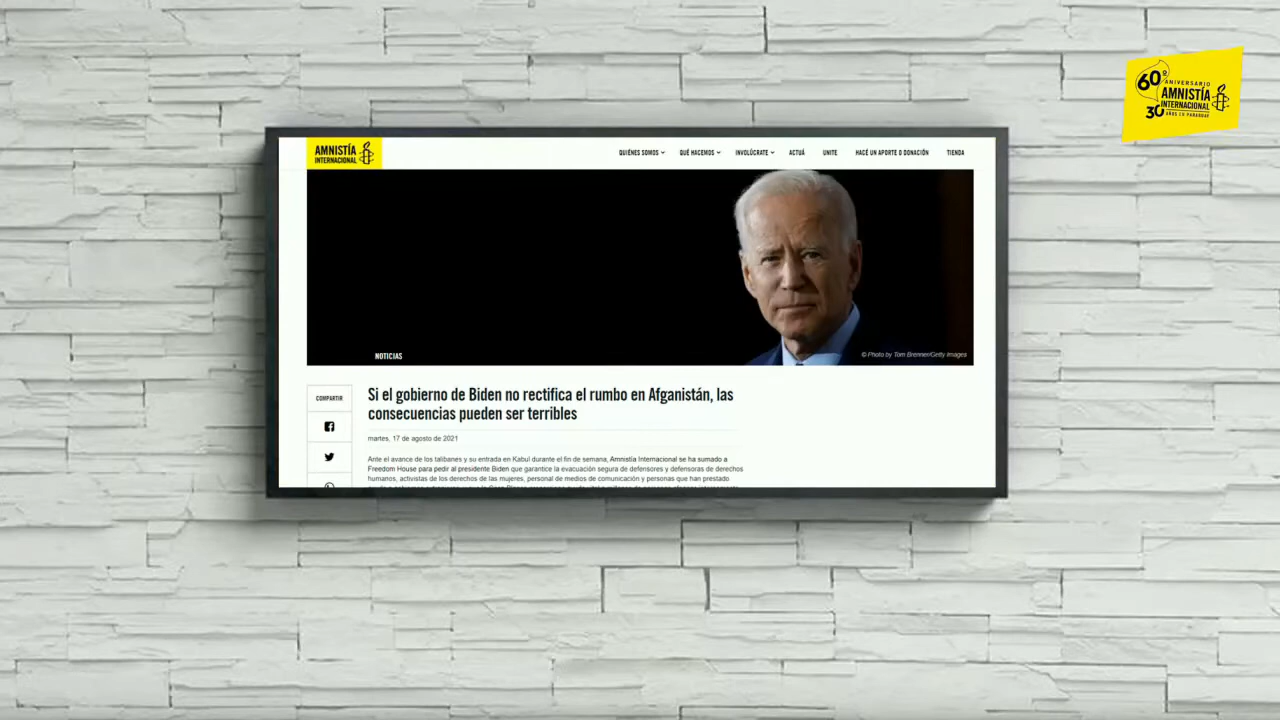 60º
ANIVERSARIO
AMNISTÍA
INTERNACIONAL
30 AÑOS EN PARAGUAY
AMNISTÍA
INTERNACIONAL
QUIÉNES SOMOS
QUÉ HACEMOS
INVOLÚCRATE
ACTUÁ
UNITE
HACÉ UN APORTE O DONACIÓN
TIENDA
NOTICIAS
© Photo by Tom Brenner/Getty Images
COMPARTIR
Si el gobierno de Biden no rectifica el rumbo en Afganistán, las
consecuencias pueden ser terribles
martes, 17 de agosto de 2021
Ante el avance de los talibanes y su entrada en Kabul durante el fin de semana, Amnistía Internacional se ha sumado a
Freedom House para pedir al presidente Biden que garantice la evacuación segura de defensores y defensoras de derechos
humanos, activistas de los derechos de las mujeres, personal de medios de comunicación y personas que han prestado